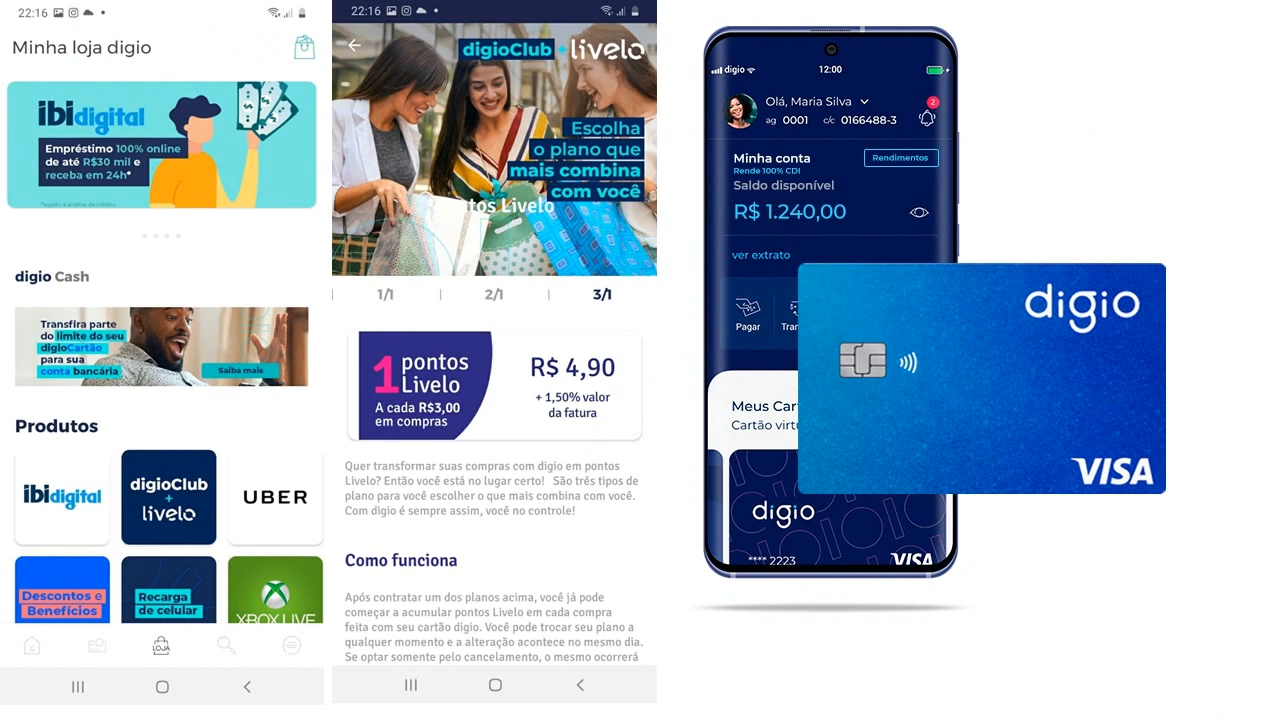 22:16
Minha loja digio
ibidigital
Empréstimo 100% online
de até R$30 mil e
receba em 24h*
*sujeito a análise de crédito.
digio Cash
Transfira parte
do limite do seu
digioCartão
para sua
conta bancária
Saiba mais
Produtos
ibidigital
digioClub
+
livelo
UBER
Descontos e
Benefícios
Recarga
de celular
XBOX LIVE
LOJA
22:16
digioClub + livelo
Escolha
o plano que
mais combina
com você
tos Livelo
1/1
2/1
3/1
1 pontos
Livelo
A cada R$3,00
em compras
R$ 4,90
+ 1,50% valor
da fatura
Quer transformar suas compras com digio em pontos
Livelo? Então você está no lugar certo! São três tipos de
plano para você escolher o que mais combina com você.
Com digio é sempre assim, você no controle!
Como funciona
Após contratar um dos planos acima, você já pode
começar a acumular pontos Livelo em cada compra
feita com seu cartão digio. Você pode trocar seu plano a
qualquer momento e a alteração acontece no mesmo dia.
Se optar somente pelo cancelamento, o mesmo ocorrerá
digio
12:00
Olá, Maria Silva
2
ag 0001 c/c 0166488-3
Minha conta
Rendimentos
Rende 100% CDI
Saldo disponível
R$ 1.240,00
ver extrato
Pagar
Tran
Meus Car
Cartão virtu
digio
**** 2223
VISA
digio
VISA